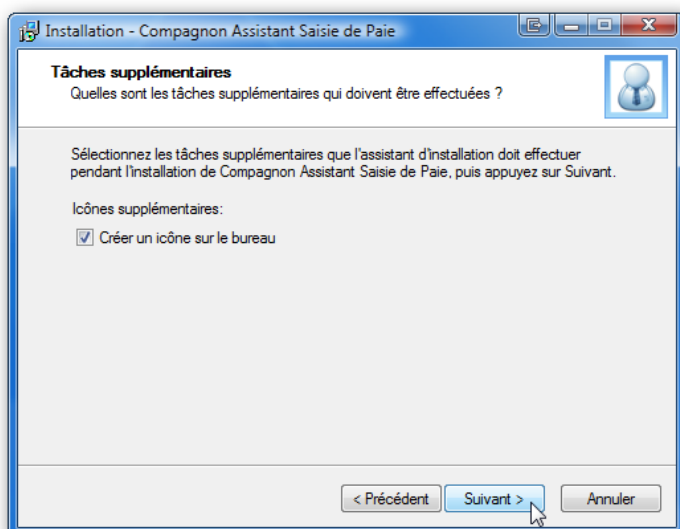 Installation - Compagnon Assistant Saisie de Paie
Tâches supplémentaires
Quelles sont les tâches supplémentaires qui doivent être effectuées ?
Sélectionnez les tâches supplémentaires que l'assistant d'installation doit effectuer
pendant l'installation de Compagnon Assistant Saisie de Paie, puis appuyez sur Suivant.
Icônes supplémentaires:
Créer un icône sur le bureau
< Précédent Suivant > Annuler